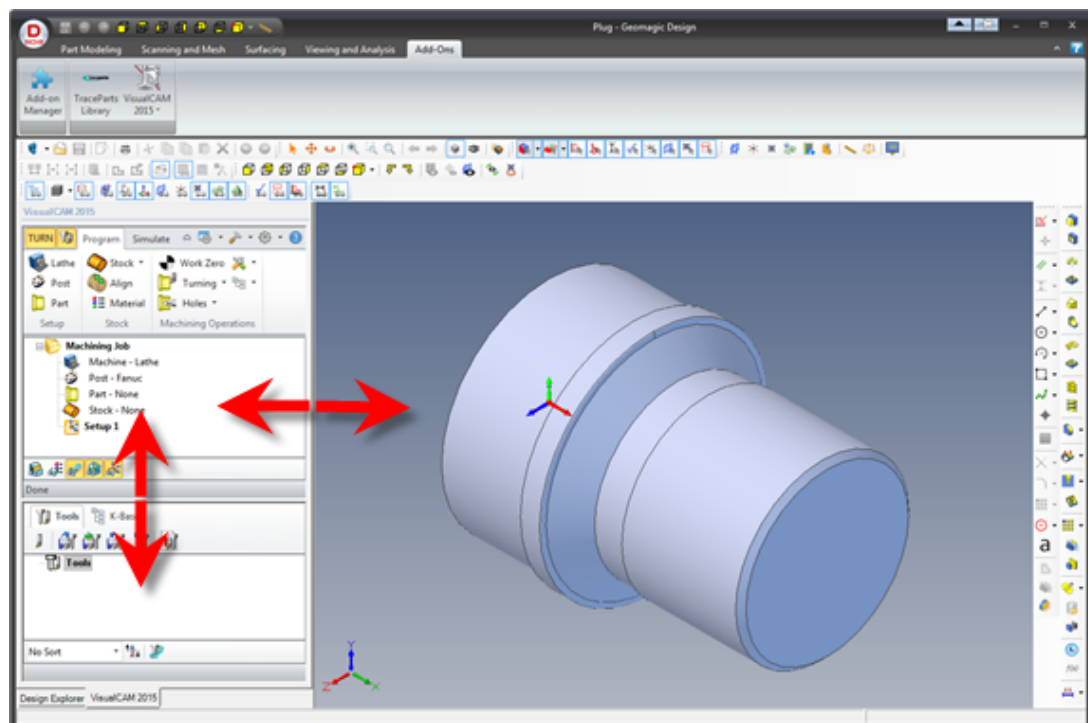 Plug - Geomagic Design
Part Modeling Scanning and Mesh Surfacing Viewing and Analysis Add-Ons
Add-on Manager
TraceParts Library
VisualCAM 2015
VisualCAM 2015
TURN Program Simulate
Lathe Stock Work Zero
Post Align Turning
Part Material Holes
Setup Stock Machining Operations
Machining Job
Machine - Lathe
Post - Fanuc
Part - None
Stock - None
Setup 1
Done
Tools
Tools
No Sort
Design Explorer VisualCAM 2015
Y
Z X
a
f(x)